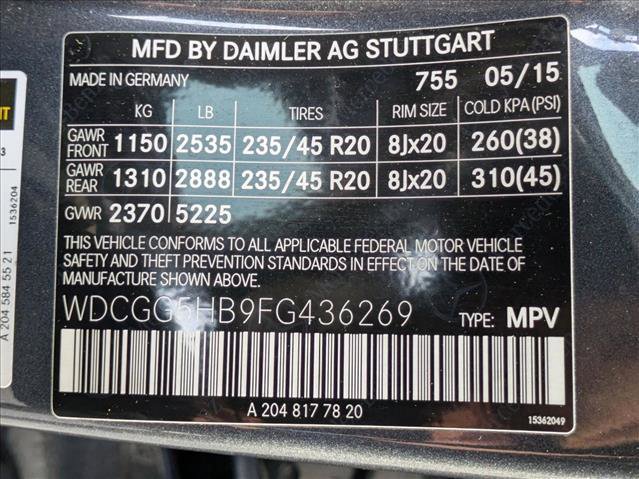 MFD BY DAIMLER AG STUTTGART
MADE IN GERMANY 755 05/15
KG LB TIRES RIM SIZE COLD KPA (PSI)
GAWR FRONT 1150 2535 235/45 R20 8Jx20 260(38)
GAWR REAR 1310 2888 235/45 R20 8Jx20 310(45)
GVWR 2370 5225
THIS VEHICLE CONFORMS TO ALL APPLICABLE FEDERAL MOTOR VEHICLE
SAFETY AND THEFT PREVENTION STANDARDS IN EFFECT ON THE DATE OF
MANUFACTURE SHOWN ABOVE.
WDCGG5HB9FG436269 TYPE: MPV
A 204 817 78 20
15362049
A 204 584 55 21
1536204